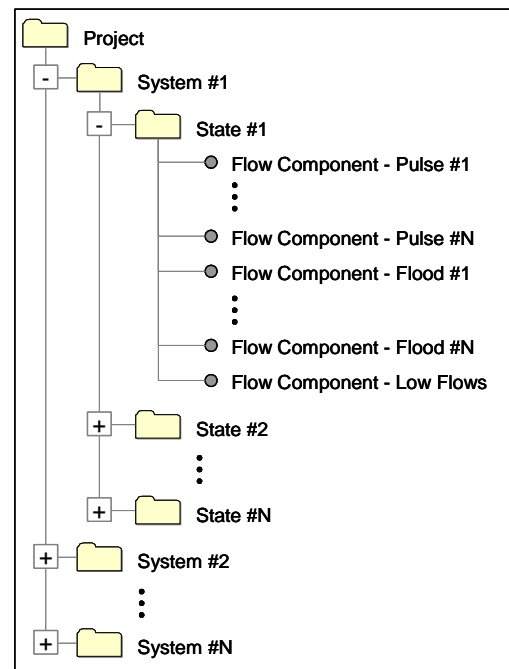 Project
- System #1
- State #1
Flow Component - Pulse #1
Flow Component - Pulse #N
Flow Component - Flood #1
Flow Component - Flood #N
Flow Component - Low Flows
+ State #2
+ State #N
+ System #2
+ System #N